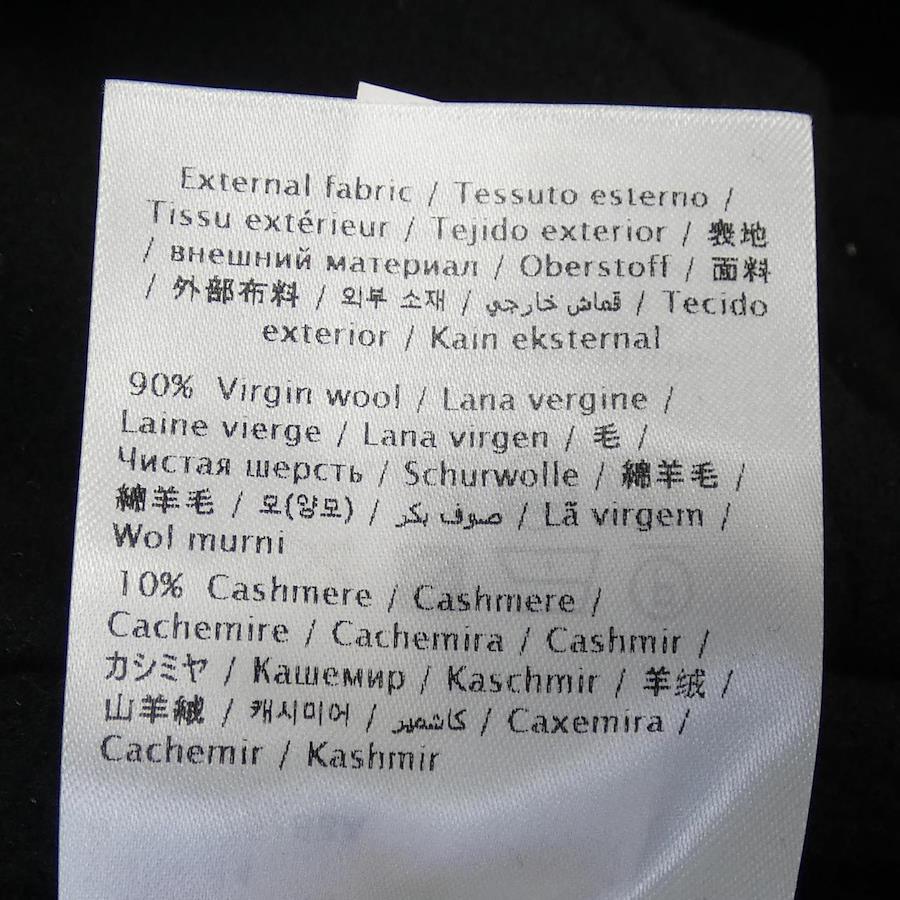 External fabric / Tessuto esterno /
Tissu extérieur / Tejido exterior / 表地
/ внешний материал / Oberstoff / 面料
/ 外部布料 / 외부 소재 / قماش خارجي / Tecido
exterior / Kain eksternal
90% Virgin wool / Lana vergine /
Laine vierge / Lana virgen / 毛 /
Чистая шерсть / Schurwolle / 綿羊毛 /
綿羊毛 / 모(양모) / صوف بكر / Lã virgem /
Wol murni
10% Cashmere / Cashmere /
Cachemire / Cachemira / Cashmir /
カシミヤ / Кашемир / Kaschmir / 羊绒 /
山羊絨 / 캐시미어 / كاشمير / Caxemira /
Cachemir / Kashmir